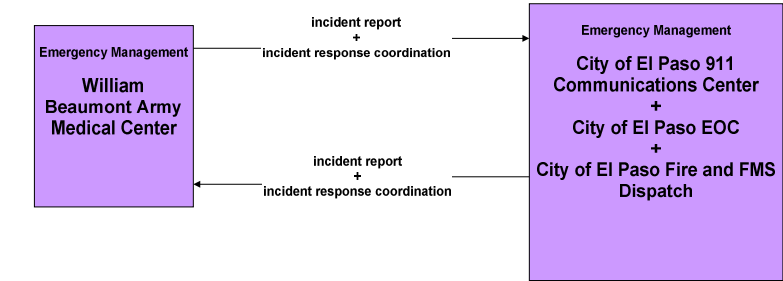 Emergency Management
William
Beaumont Army
Medical Center
incident report
+
incident response coordination
incident report
+
incident response coordination
Emergency Management
City of El Paso 911
Communications Center
+
City of El Paso EOC
+
City of El Paso Fire and FMS
Dispatch